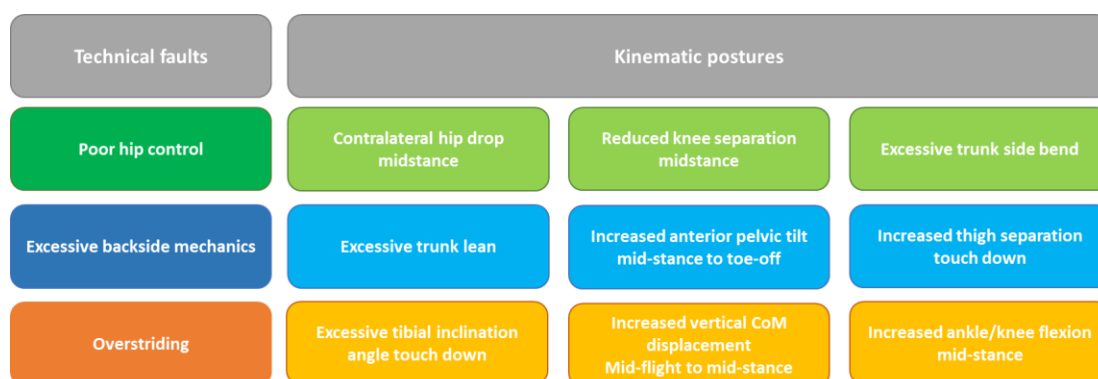 Technical faults
Kinematic postures
Poor hip control
Contralateral hip drop
midstance
Reduced knee separation
midstance
Excessive trunk side bend
Excessive backside mechanics
Excessive trunk lean
Increased anterior pelvic tilt
mid-stance to toe-off
Increased thigh separation
touch down
Overstriding
Excessive tibial inclination
angle touch down
Increased vertical CoM
displacement
Mid-flight to mid-stance
Increased ankle/knee flexion
mid-stance